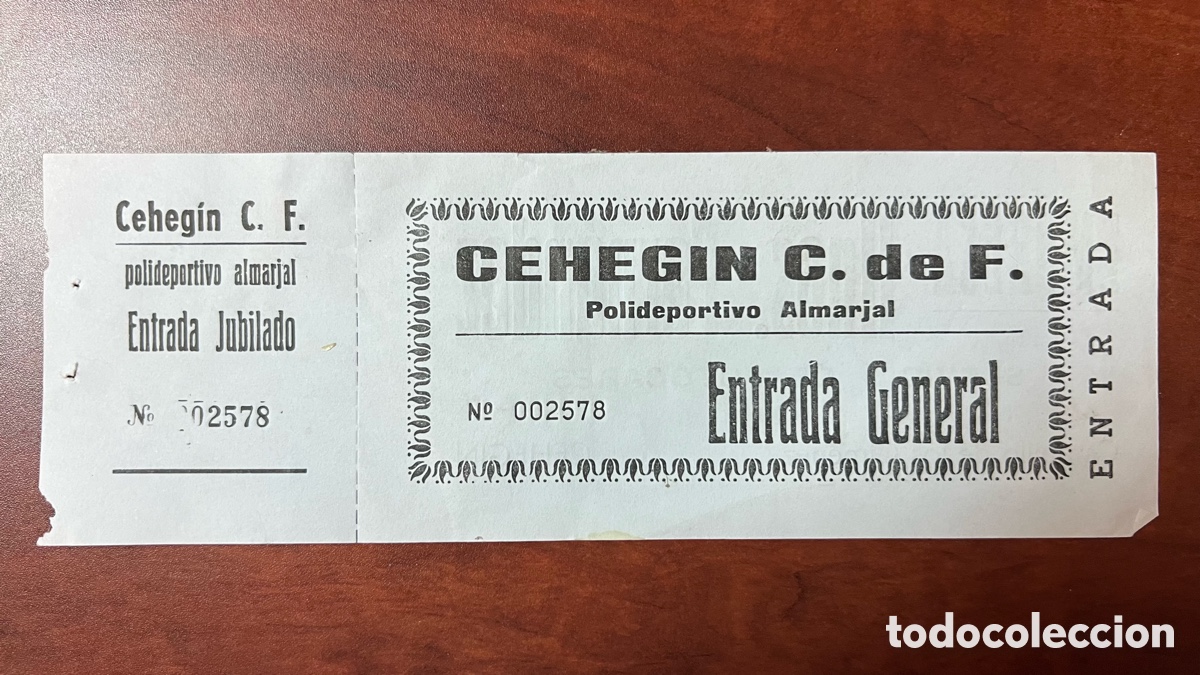 Cehegín C. F.
polideportivo almarjal
Entrada Jubilado
Nº 002578
CEHEGIN C. de F.
Polideportivo Almarjal
Nº 002578
Entrada General
ENTRADA
todocoleccion